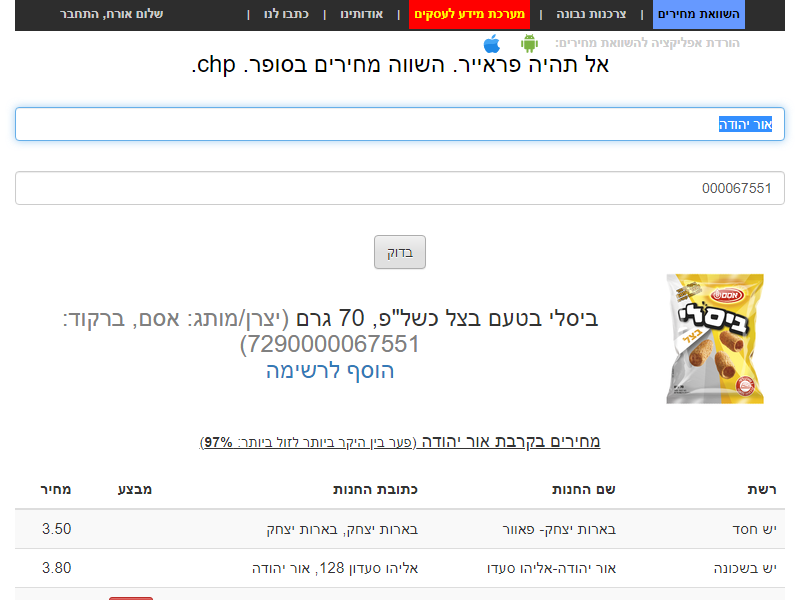 השוואת מחירים | צרכנות נבונה | מערכת מידע לעסקים | אודותינו | כתבו לנו | שלום אורח, התחבר
הורדת אפליקציה להשוואת מחירים:
אל תהיה פראייר. השווה מחירים בסופר. chp.
אור יהודה
000067551
בדוק
ביסלי בטעם בצל כשל"פ, 70 גרם (יצרן/מותג: אסם, ברקוד:
7290000067551)
הוסף לרשימה
אסם
ביסלי
בצל
מחירים בקרבת אור יהודה (פער בין היקר ביותר לזול ביותר: 97%)
רשת שם החנות כתובת החנות מבצע מחיר
יש חסד בארות יצחק- פאוור בארות יצחק, בארות יצחק 3.50
יש בשכונה אור יהודה-אליהו סעדו אליהו סעדון 128, אור יהודה 3.80